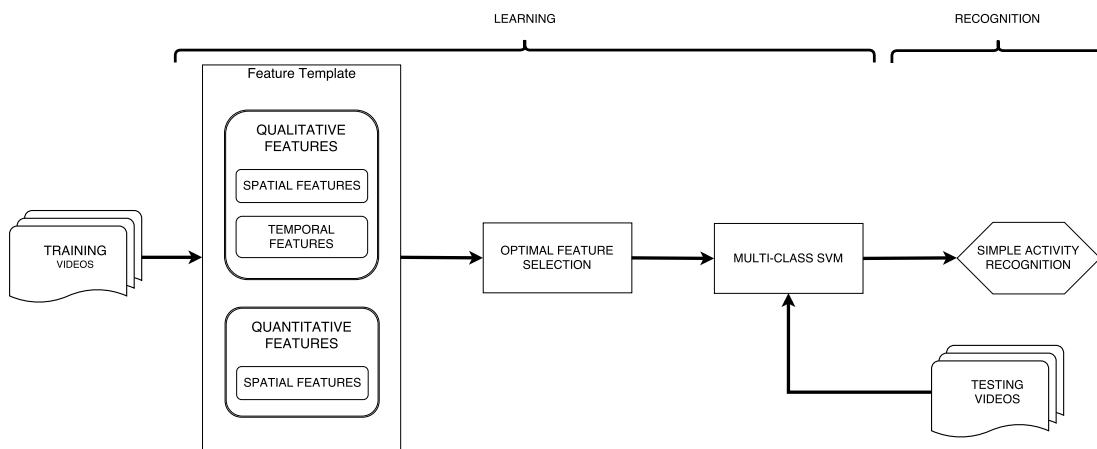 LEARNING
RECOGNITION
Feature Template
QUALITATIVE
FEATURES
SPATIAL FEATURES
TEMPORAL
FEATURES
QUANTITATIVE
FEATURES
SPATIAL FEATURES
TRAINING
VIDEOS
OPTIMAL FEATURE
SELECTION
MULTI-CLASS SVM
SIMPLE ACTIVITY
RECOGNITION
TESTING
VIDEOS